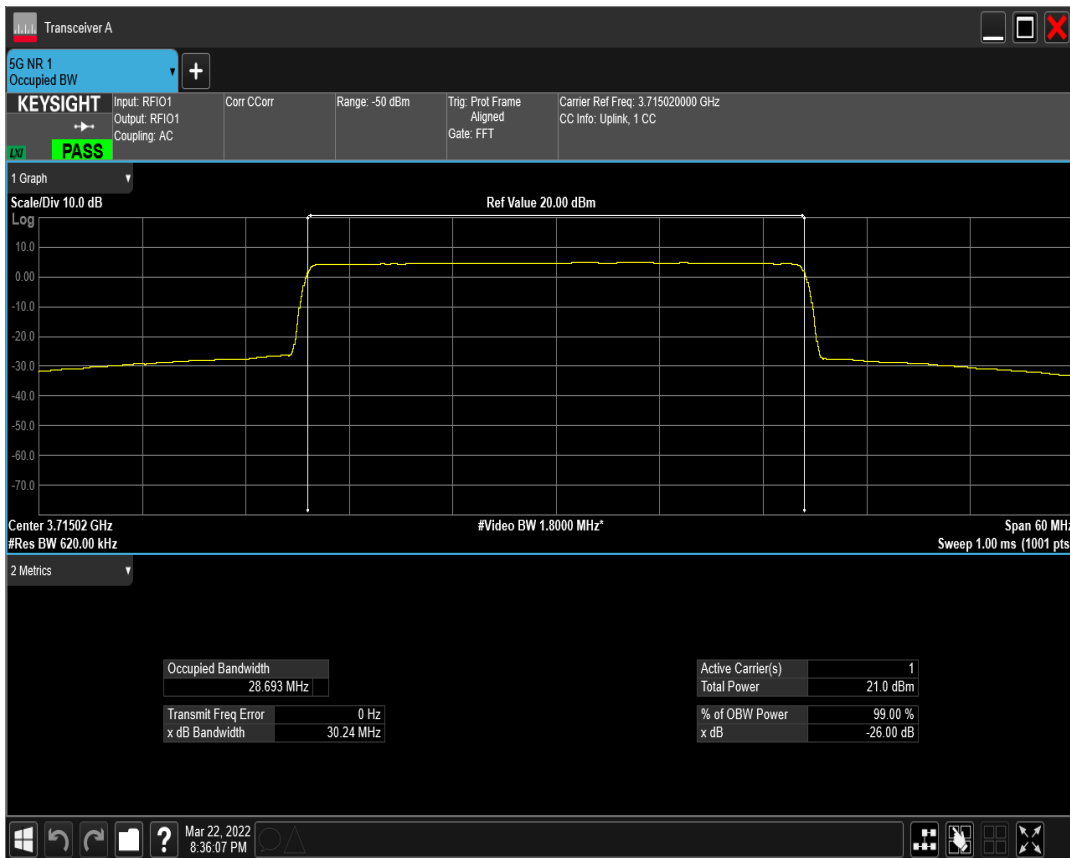 Transceiver A
5G NR 1
Occupied BW
+
KEYSIGHT
LXI
PASS
Input: RFIO1
Output: RFIO1
Coupling: AC
Corr CCorr
Range: -50 dBm
Trig: Prot Frame
Aligned
Gate: FFT
Carrier Ref Freq: 3.715020000 GHz
CC Info: Uplink, 1 CC
1 Graph
Scale/Div 10.0 dB
Ref Value 20.00 dBm
Log
10.0
0.00
-10.0
-20.0
-30.0
-40.0
-50.0
-60.0
-70.0
Center 3.71502 GHz
#Video BW 1.8000 MHz*
Span 60 MHz
#Res BW 620.00 kHz
Sweep 1.00 ms (1001 pts
2 Metrics
Occupied Bandwidth
28.693 MHz
Transmit Freq Error 0 Hz
x dB Bandwidth 30.24 MHz
Active Carrier(s) 1
Total Power 21.0 dBm
% of OBW Power 99.00 %
x dB -26.00 dB
?
Mar 22, 2022
8:36:07 PM